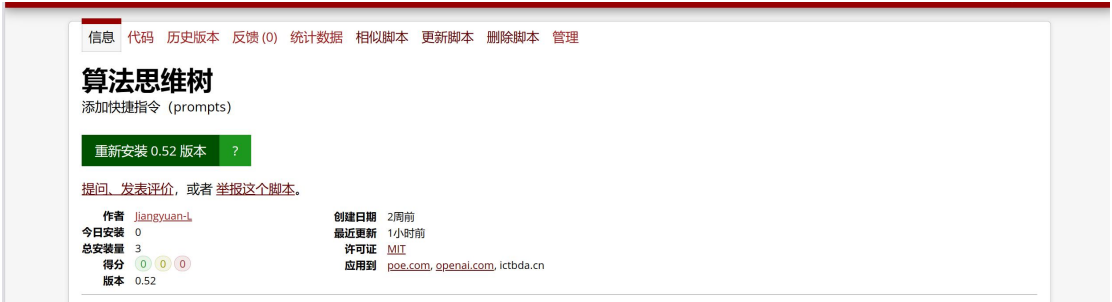 信息 代码 历史版本 反馈 (0) 统计数据 相似脚本 更新脚本 删除脚本 管理
算法思维树
添加快捷指令（prompts）
重新安装 0.52 版本 ?
提问、发表评价，或者 举报这个脚本。
作者 Jiangyuan-L 创建日期 2周前
今日安装 0 最近更新 1小时前
总安装量 3 许可证 MIT
得分 0 0 0 应用到 poe.com, openai.com, ictbda.cn
版本 0.52